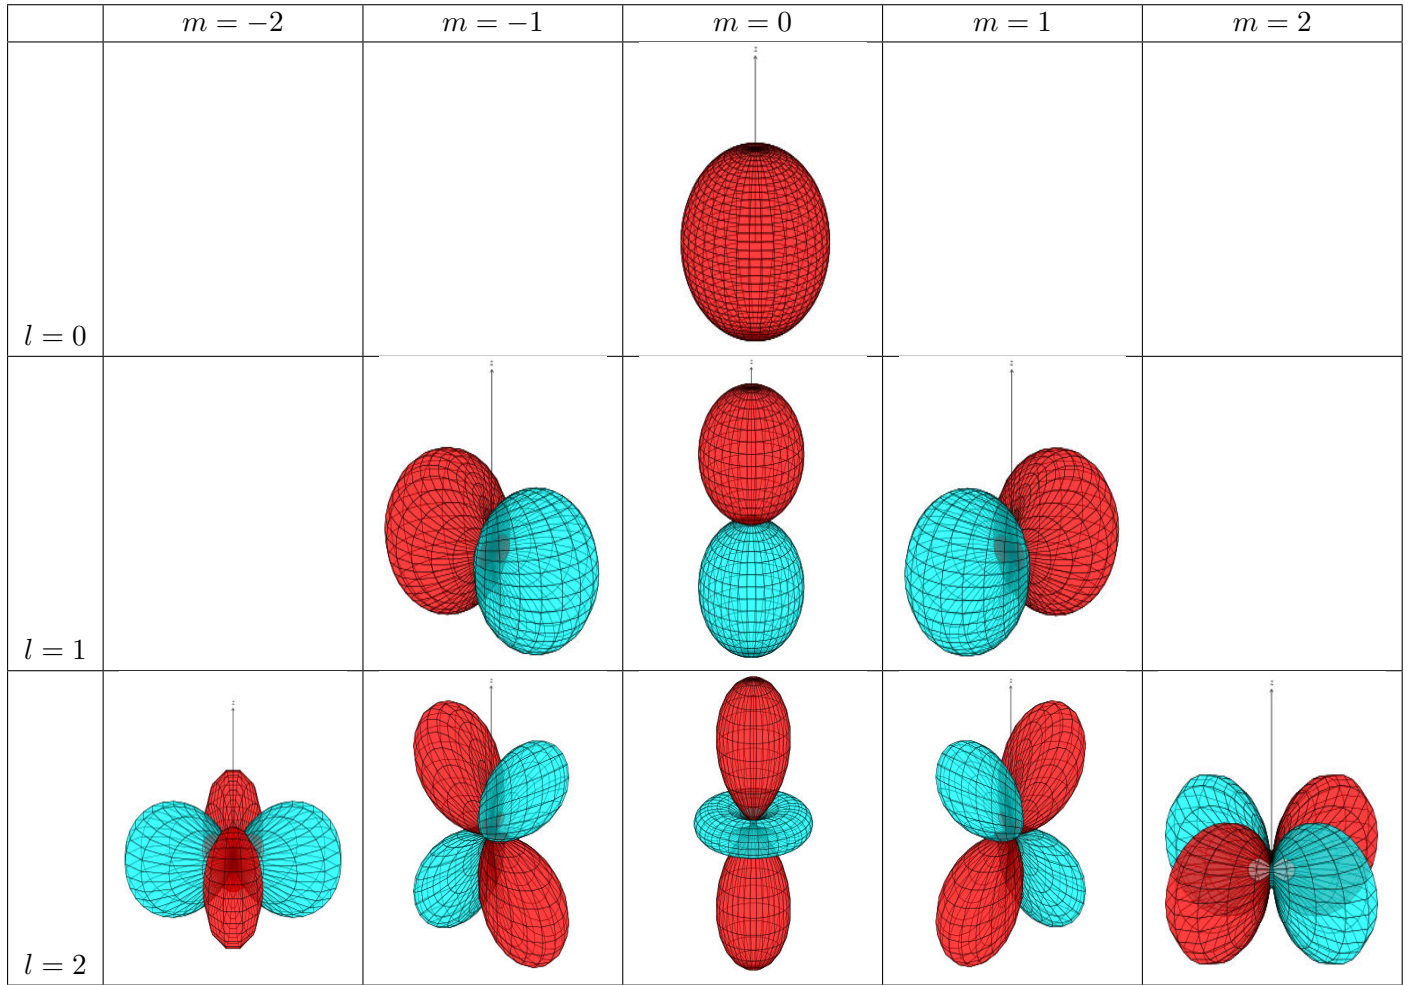 m = −2 m = −1 m = 0 m = 1 m = 2
z
l = 0
z z z
l = 1
z z z z z
l = 2